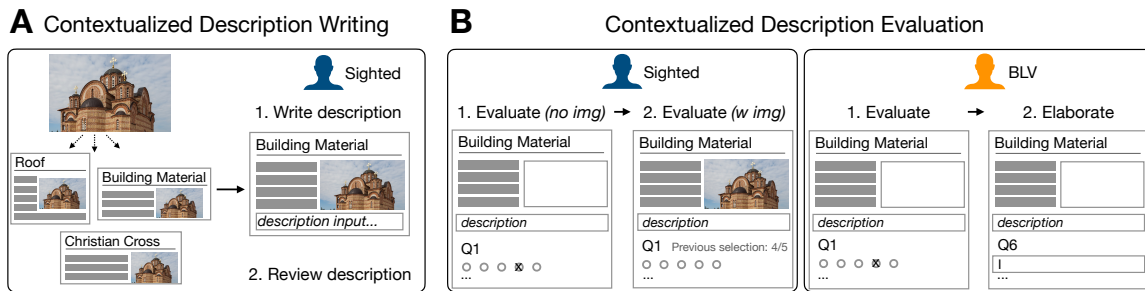 A Contextualized Description Writing
Roof
Building Material
Christian Cross
Sighted
1. Write description
Building Material
description input...
2. Review description
B Contextualized Description Evaluation
Sighted
1. Evaluate (no img)
Building Material
description
Q1
x
...
2. Evaluate (w img)
Building Material
description
Q1 Previous selection: 4/5
...
BLV
1. Evaluate
Building Material
description
Q1
x
...
2. Elaborate
Building Material
description
Q6
I
...